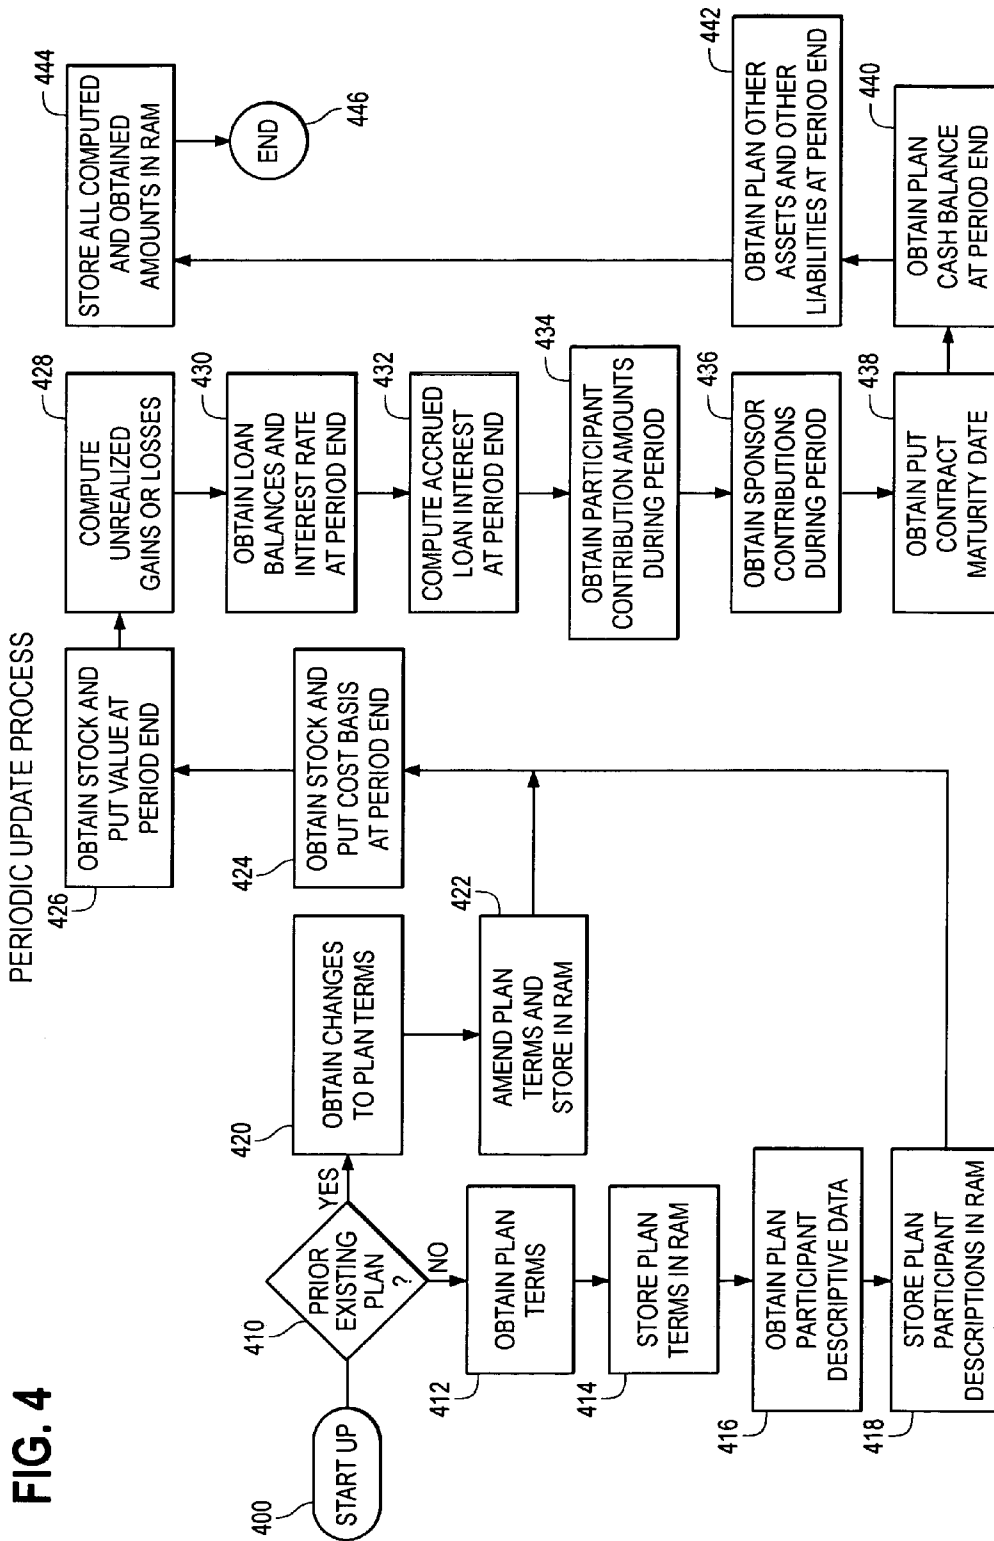 FIG. 4
PERIODIC UPDATE PROCESS
400
START UP
410
PRIOR
EXISTING
PLAN
?
YES
NO
412
OBTAIN PLAN
TERMS
414
STORE PLAN
TERMS IN RAM
416
OBTAIN PLAN
PARTICIPANT
DESCRIPTIVE DATA
418
STORE PLAN
PARTICIPANT
DESCRIPTIONS IN RAM
420
OBTAIN CHANGES
TO PLAN TERMS
422
AMEND PLAN
TERMS AND
STORE IN RAM
424
OBTAIN STOCK AND
PUT COST BASIS
AT PERIOD END
426
OBTAIN STOCK AND
PUT VALUE AT
PERIOD END
428
COMPUTE
UNREALIZED
GAINS OR LOSSES
430
OBTAIN LOAN
BALANCES AND
INTEREST RATE
AT PERIOD END
432
COMPUTE ACCRUED
LOAN INTEREST
AT PERIOD END
434
OBTAIN PARTICIPANT
CONTRIBUTION AMOUNTS
DURING PERIOD
436
OBTAIN SPONSOR
CONTRIBUTIONS
DURING PERIOD
438
OBTAIN PUT
CONTRACT
MATURITY DATE
440
OBTAIN PLAN
CASH BALANCE
AT PERIOD END
442
OBTAIN PLAN OTHER
ASSETS AND OTHER
LIABILITIES AT PERIOD END
444
STORE ALL COMPUTED
AND OBTAINED
AMOUNTS IN RAM
446
END